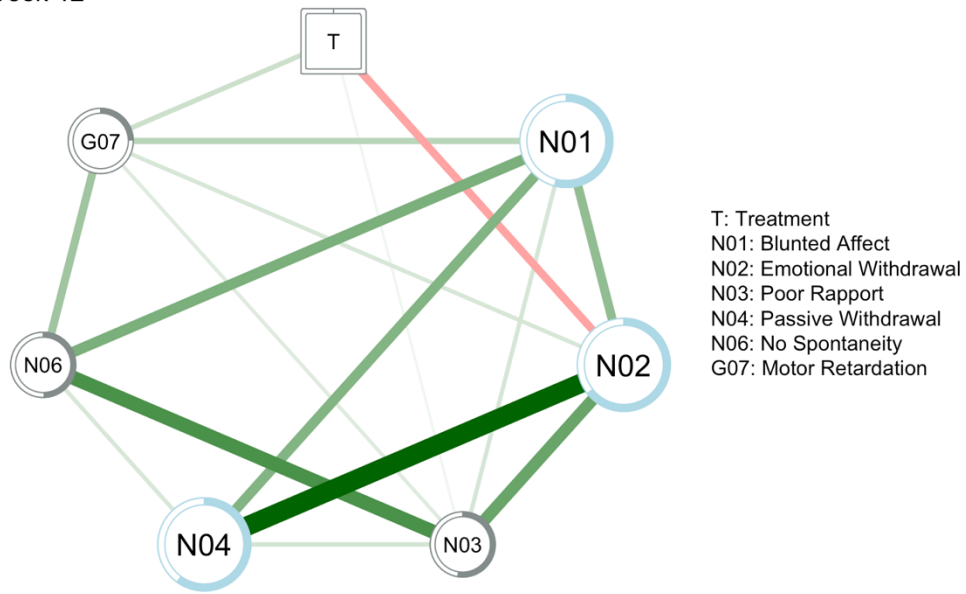 T
G07
N01
N06
N02
N04
N03
T: Treatment
N01: Blunted Affect
N02: Emotional Withdrawal
N03: Poor Rapport
N04: Passive Withdrawal
N06: No Spontaneity
G07: Motor Retardation